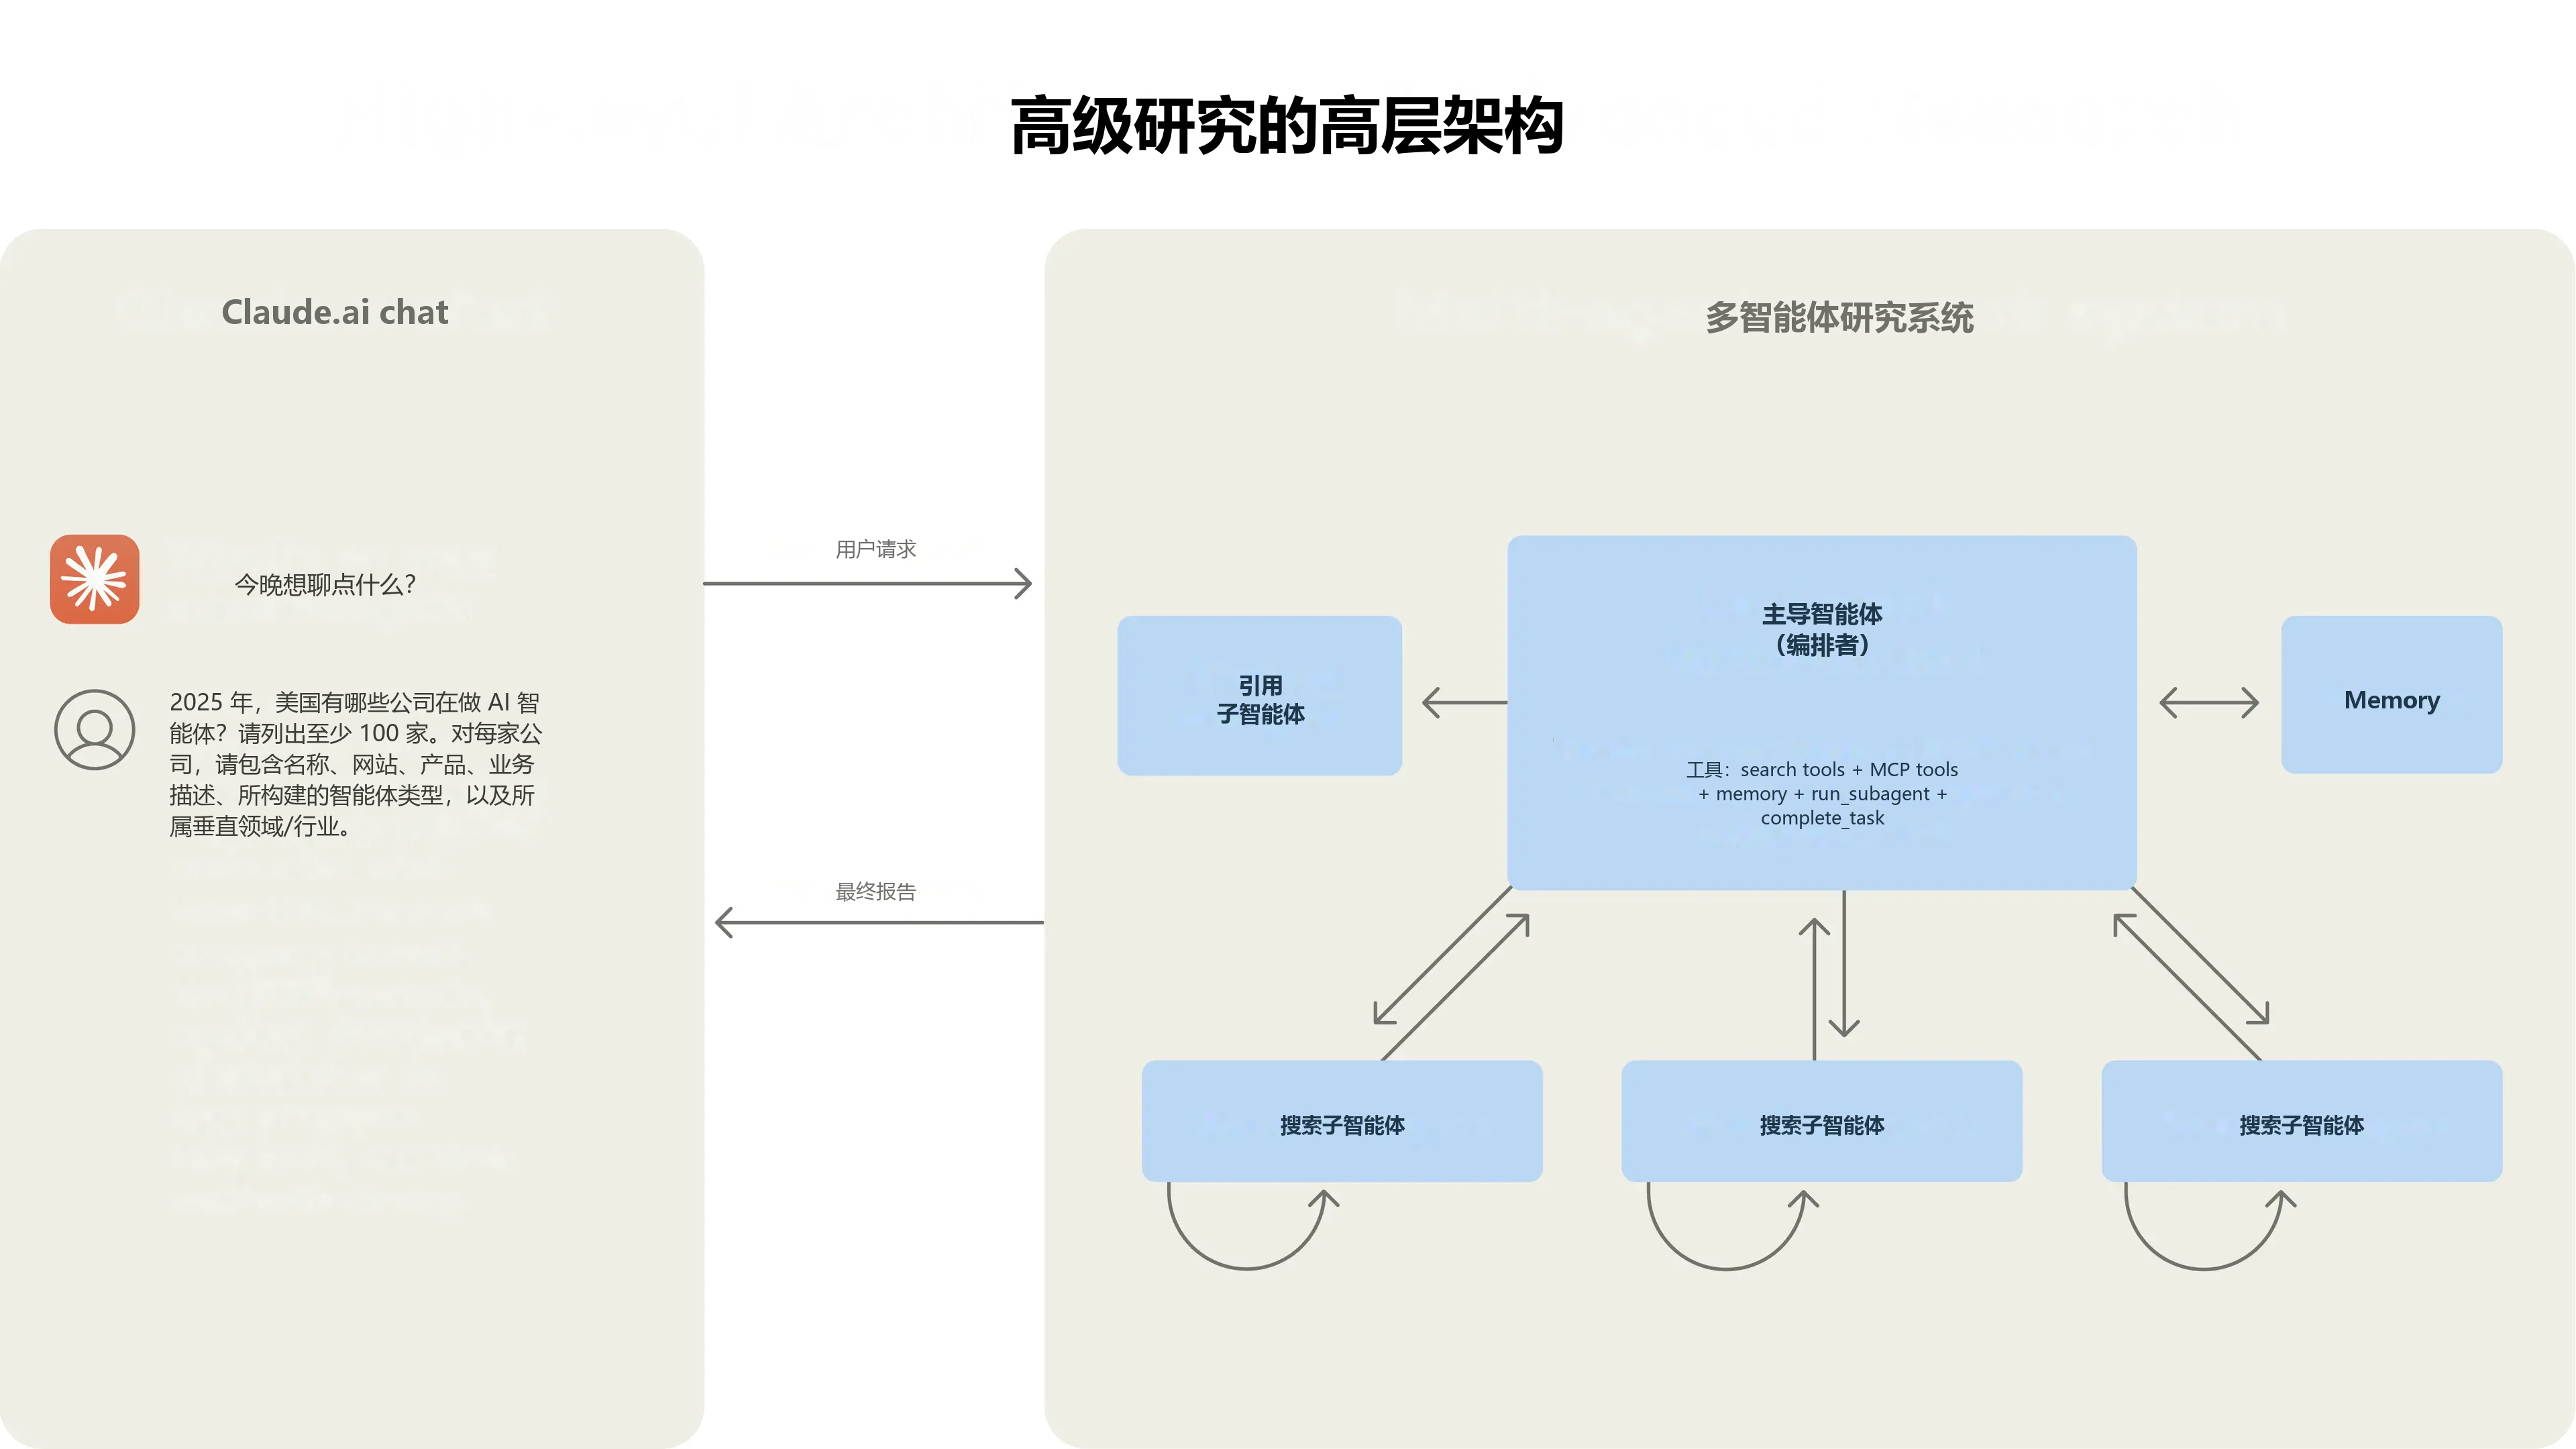 高级研究的高层架构
Claude.ai chat
今晚想聊点什么？
2025 年，美国有哪些公司在做 AI 智
能体？请列出至少 100 家。对每家公
司，请包含名称、网站、产品、业务
描述、所构建的智能体类型，以及所
属垂直领域/行业。
用户请求
最终报告
多智能体研究系统
引用
子智能体
主导智能体
（编排者）
工具：search tools + MCP tools
+ memory + run_subagent +
complete_task
Memory
搜索子智能体
搜索子智能体
搜索子智能体